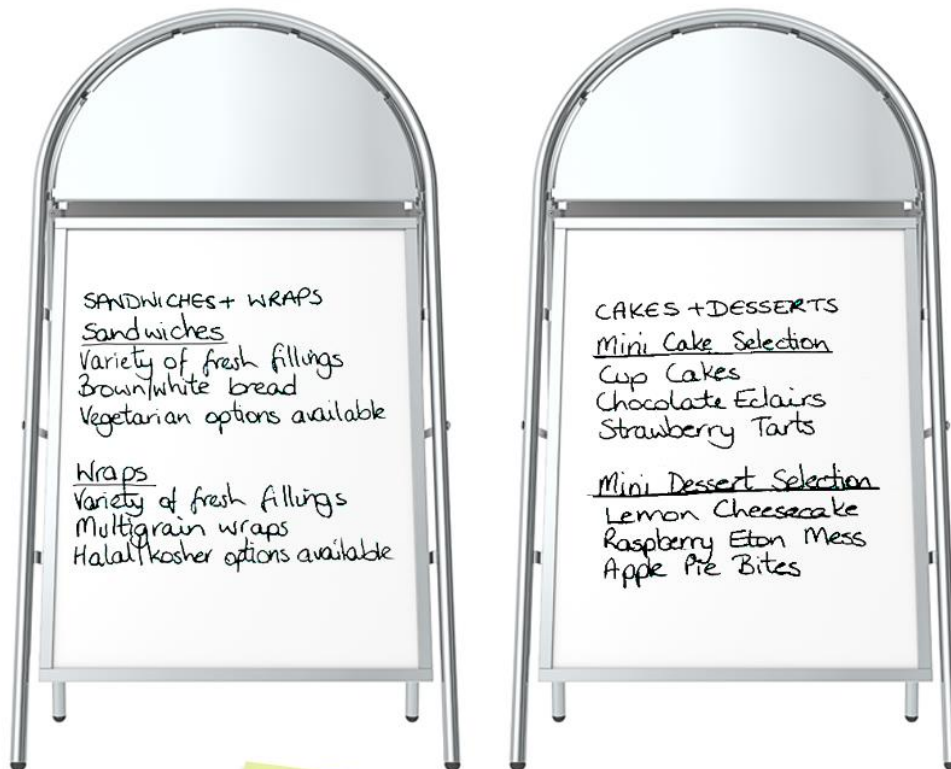 SANDWICHES + WRAPS
Sandwiches
Variety of fresh fillings
Brown/white bread
Vegetarian options available
Wraps
Variety of fresh fillings
Multigrain wraps
Halal/kosher options available
CAKES + DESSERTS
Mini Cake Selection
Cup Cakes
Chocolate Eclairs
Strawberry Tarts
Mini Dessert Selection
Lemon Cheesecake
Raspberry Eton Mess
Apple Pie Bites